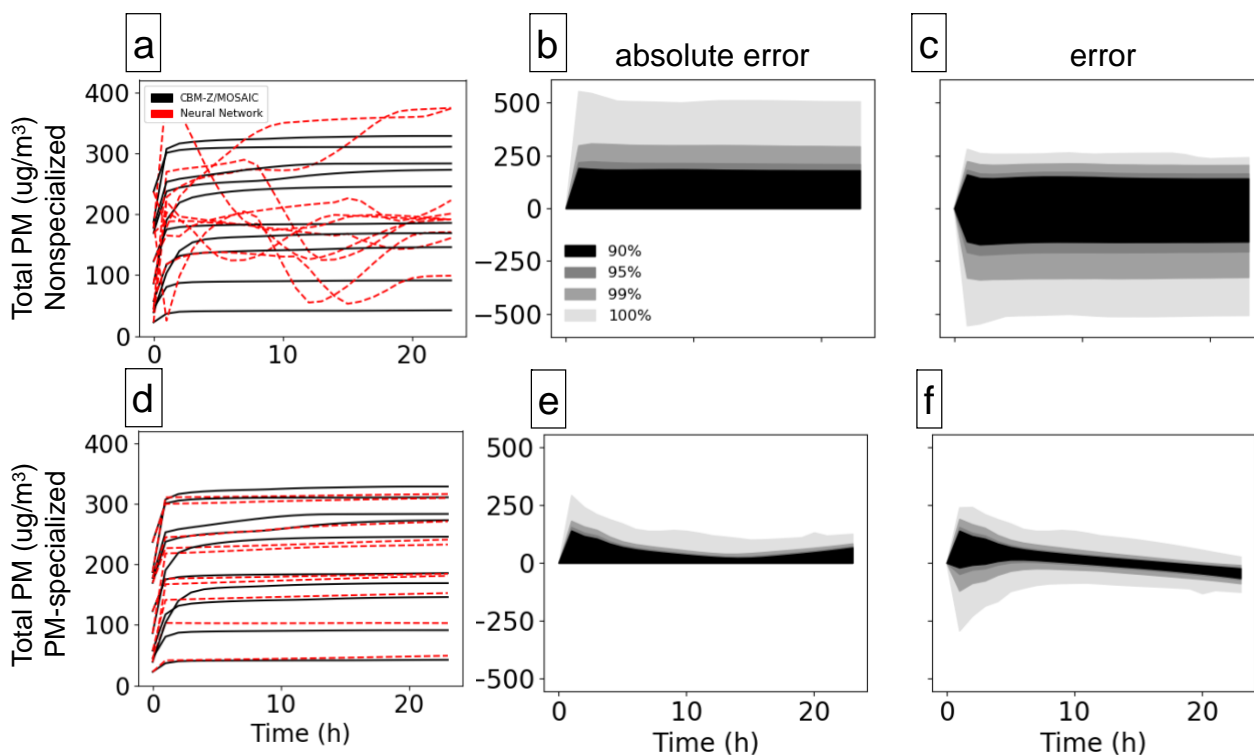 a
b
absolute error
c
error
Total PM (ug/m³)
Nonspecialized
400
300
200
100
0
0
10
20
CBM-Z/MOSAIC
Neural Network
500
250
0
−250
−500
90%
95%
99%
100%
d
e
f
Total PM (ug/m³)
PM-specialized
400
300
200
100
0
0
10
20
Time (h)
500
250
0
−250
−500
0
10
20
Time (h)
0
10
20
Time (h)